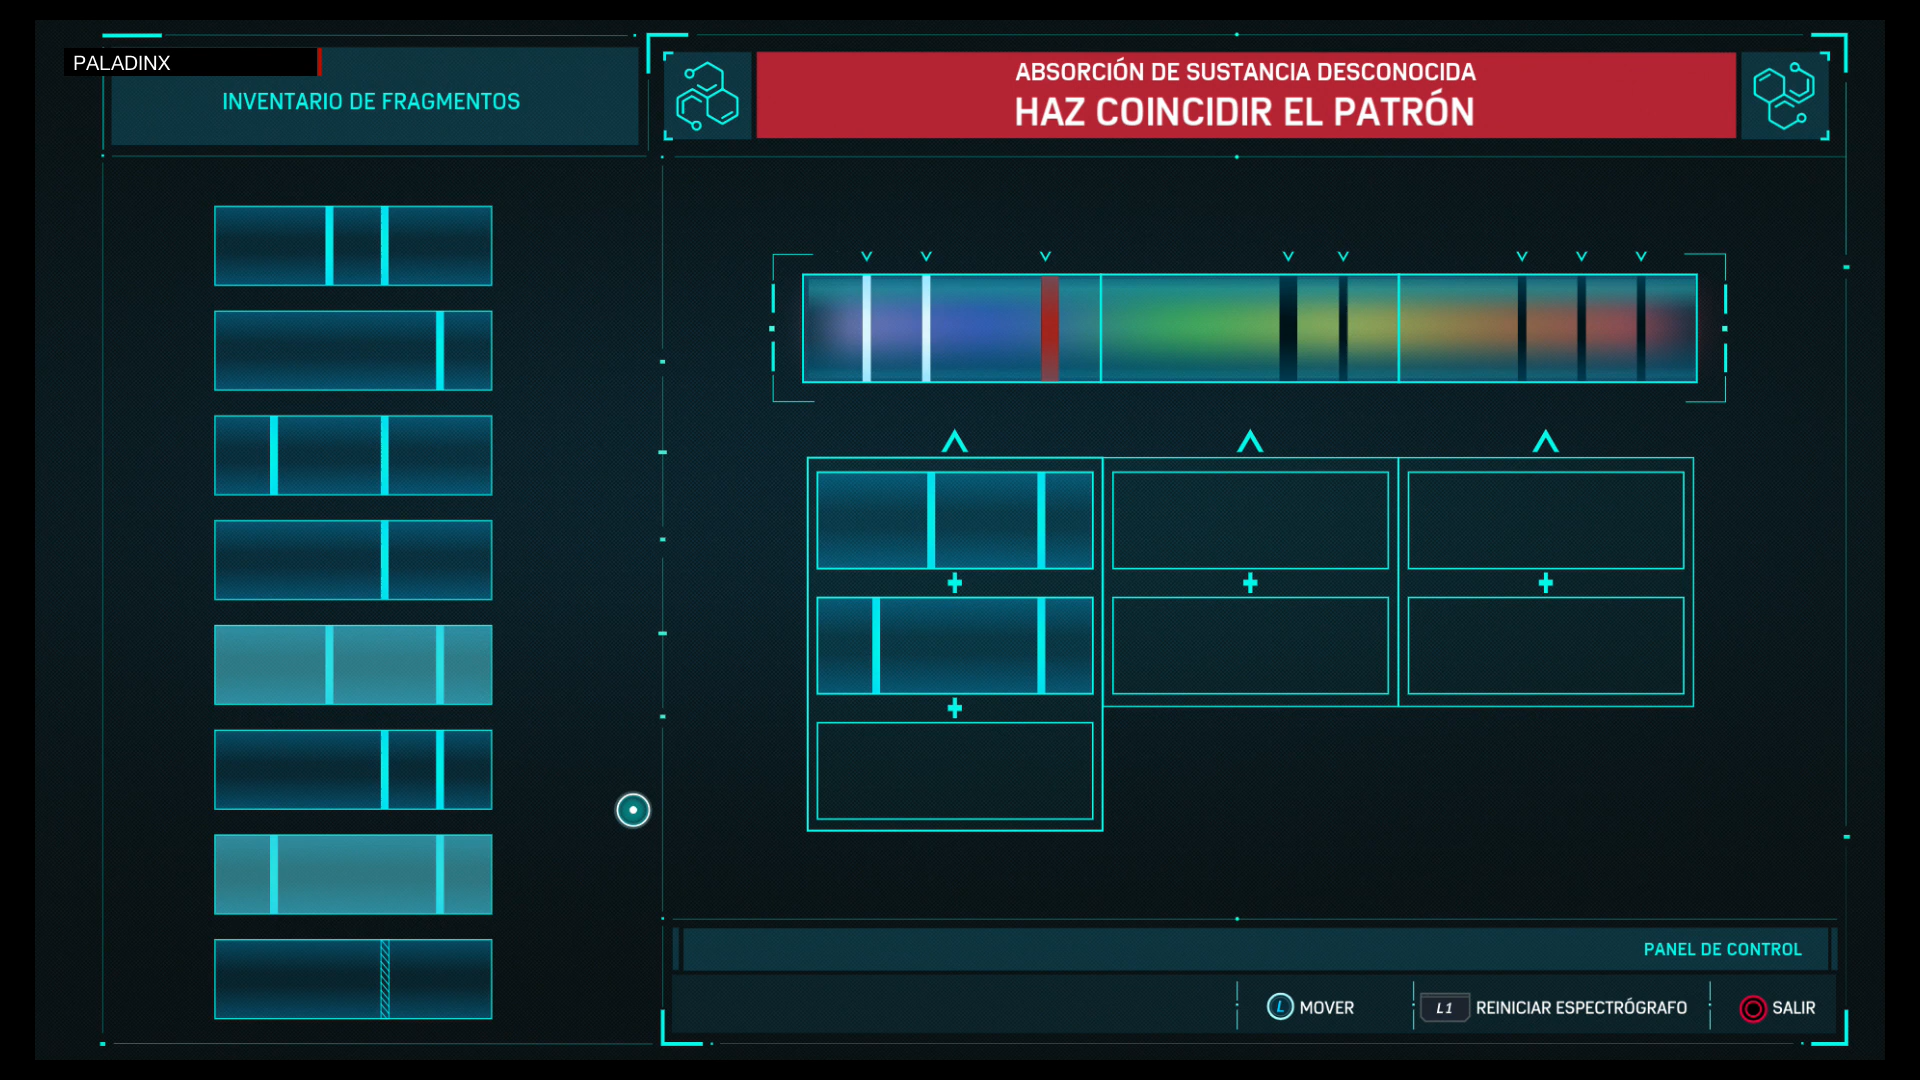 PALADINX
INVENTARIO DE FRAGMENTOS
ABSORCIÓN DE SUSTANCIA DESCONOCIDA
HAZ COINCIDIR EL PATRÓN
PANEL DE CONTROL
L MOVER
L1 REINICIAR ESPECTRÓGRAFO
SALIR